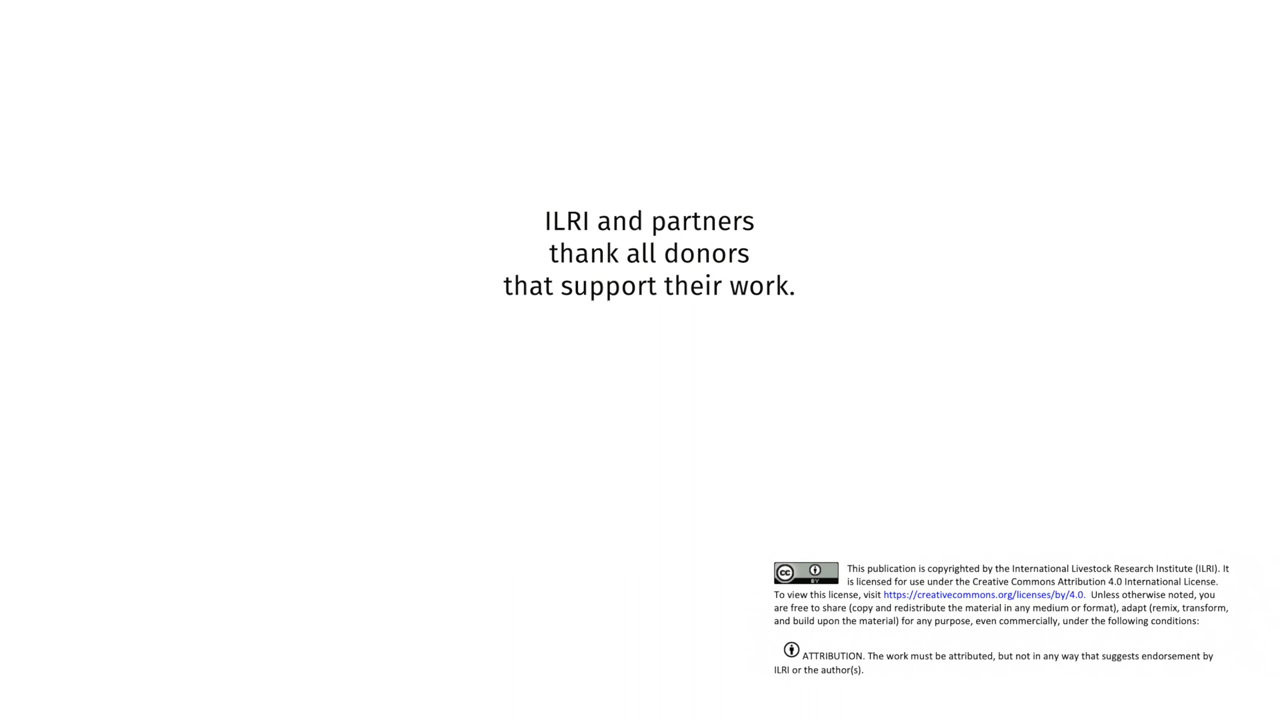 ILRI and partners
thank all donors
that support their work.
This publication is copyrighted by the International Livestock Research Institute (ILRI). It
is licensed for use under the Creative Commons Attribution 4.0 International License.
To view this license, visit https://creativecommons.org/licenses/by/4.0. Unless otherwise noted, you
are free to share (copy and redistribute the material in any medium or format), adapt (remix, transform,
and build upon the material) for any purpose, even commercially, under the following conditions:
ATTRIBUTION. The work must be attributed, but not in any way that suggests endorsement by
ILRI or the author(s).
cc
BY